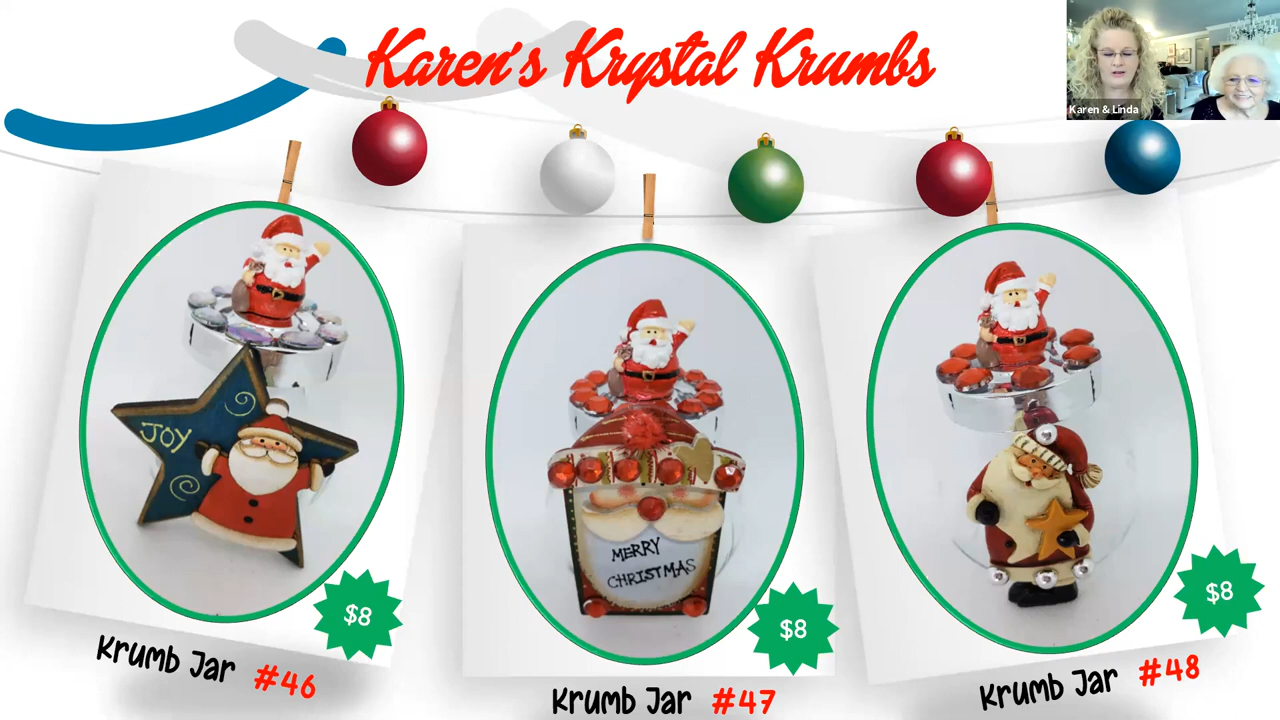 Karen's Krystal Krumbs
Karen & Linda
JOY
MERRY
CHRISTMAS
$8
$8
$8
Krumb Jar #46
Krumb Jar #47
Krumb Jar #48